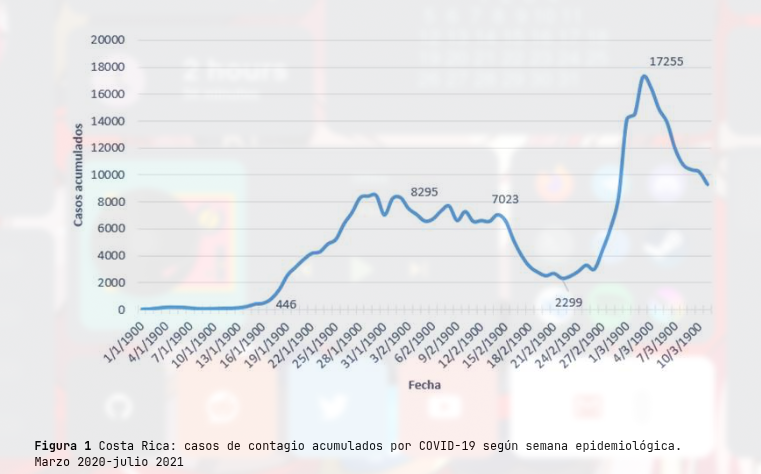 20000
18000
17255
16000
14000
12000
10000
8295
8000
7023
6000
4000
2000
446
2299
0
Casos acumulados
1/1/1900 4/1/1900 7/1/1900 10/1/1900 13/1/1900 16/1/1900 19/1/1900 22/1/1900 25/1/1900 28/1/1900 31/1/1900 3/2/1900 6/2/1900 9/2/1900 12/2/1900 15/2/1900 18/2/1900 21/2/1900 24/2/1900 27/2/1900 1/3/1900 4/3/1900 7/3/1900 10/3/1900
Fecha
2 hours
Figura 1 Costa Rica: casos de contagio acumulados por COVID-19 según semana epidemiológica.
Marzo 2020-julio 2021